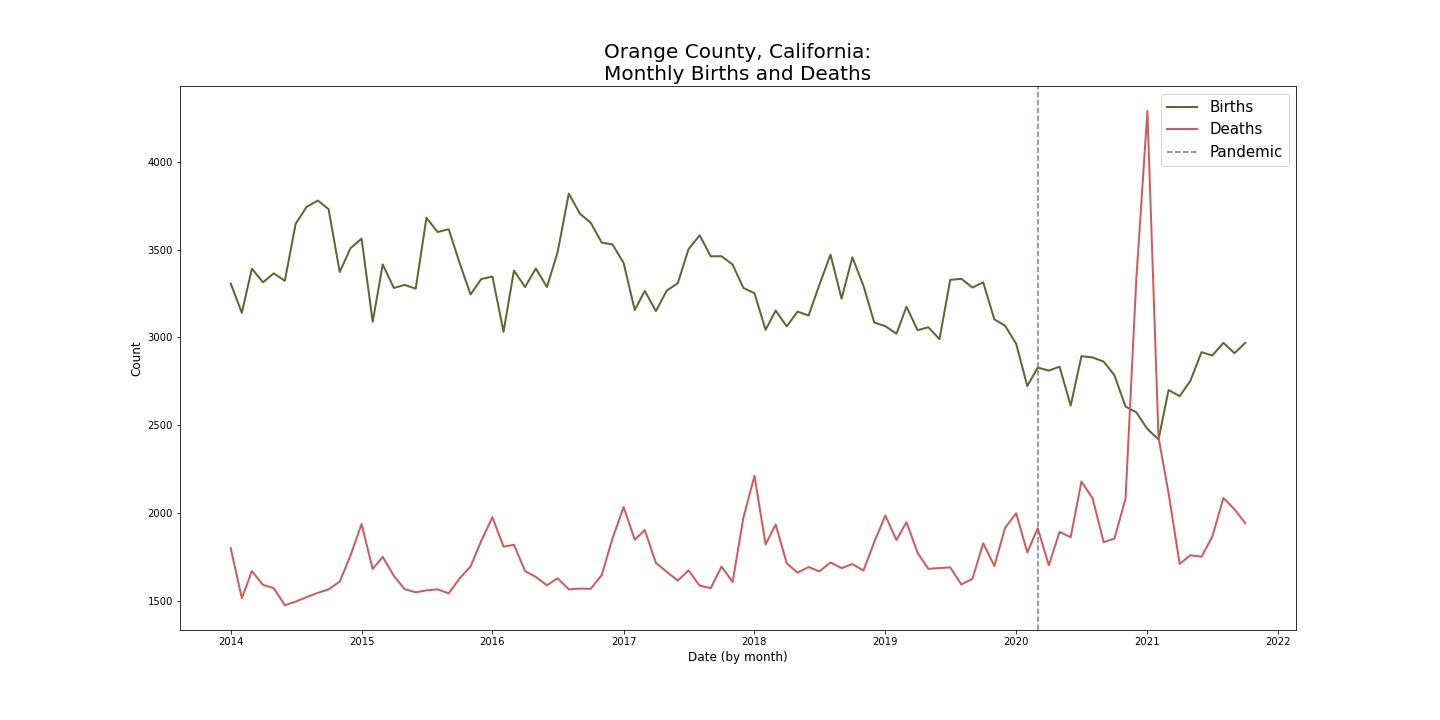 Orange County, California:
Monthly Births and Deaths
Births
Deaths
Pandemic
Count
4000
3500
3000
2500
2000
1500
2014 2015 2016 2017 2018 2019 2020 2021 2022
Date (by month)